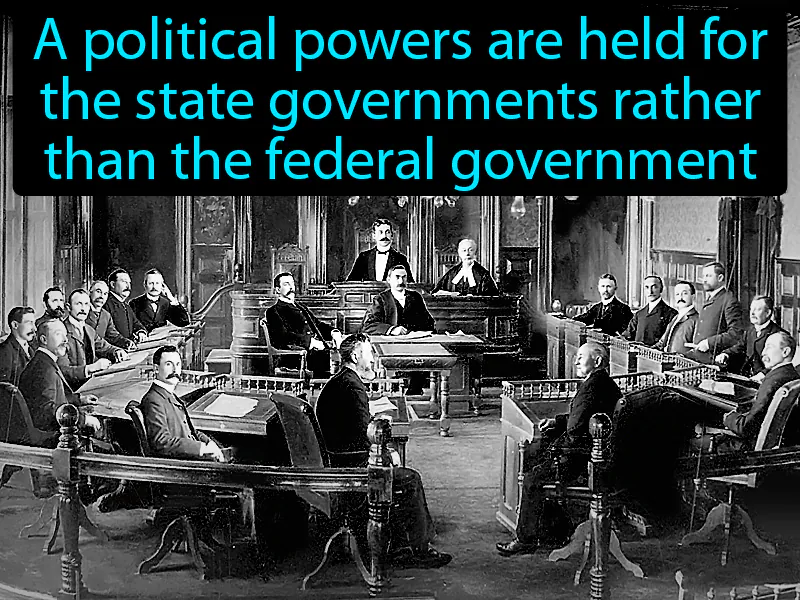 A political powers are held for
the state governments rather
than the federal government